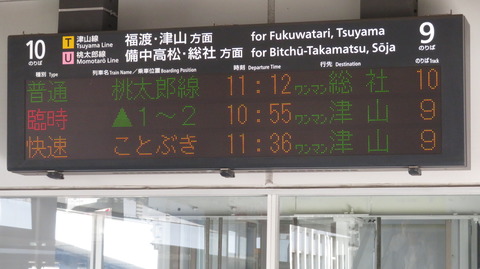 10 のりば T 津山線 Tsuyama Line 福渡・津山 方面 for Fukuwatari, Tsuyama 9 のりば
U 桃太郎線 Momotarō Line 備中高松・総社 方面 for Bitchū-Takamatsu, Sōja
種別 Type 列車名 Train Name／乗車位置 Boarding Position 時刻 Departure Time 行先 Destination のりば Track
普通 桃太郎線 11:12 ワンマン 総社 10
臨時 ▲1～2 10:55 ワンマン 津山 9
快速 ことぶき 11:36 ワンマン 津山 9